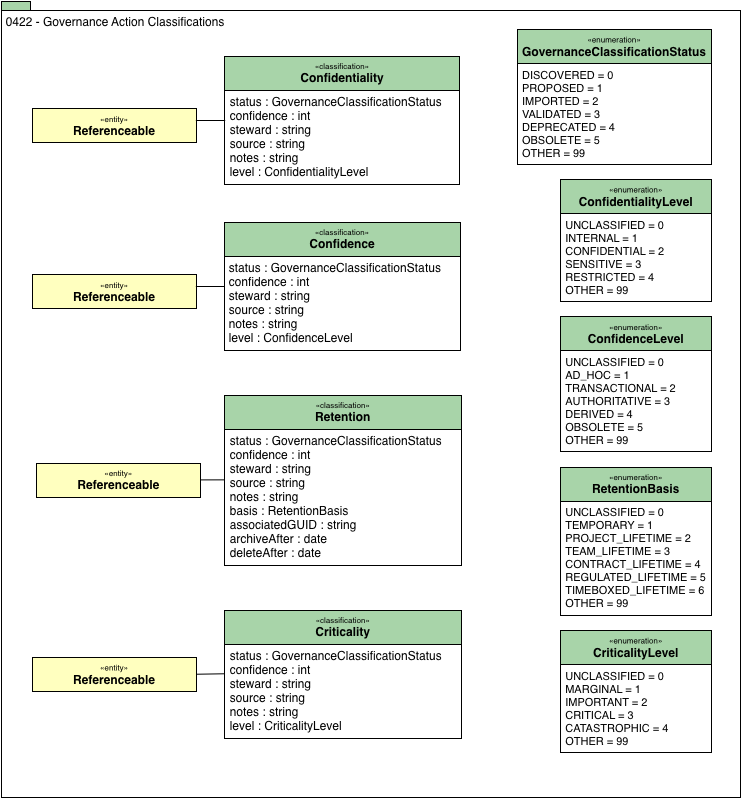 0422 - Governance Action Classifications
«entity»
Referenceable
«classification»
Confidentiality
status : GovernanceClassificationStatus
confidence : int
steward : string
source : string
notes : string
level : ConfidentialityLevel
«enumeration»
GovernanceClassificationStatus
DISCOVERED = 0
PROPOSED = 1
IMPORTED = 2
VALIDATED = 3
DEPRECATED = 4
OBSOLETE = 5
OTHER = 99
«enumeration»
ConfidentialityLevel
UNCLASSIFIED = 0
INTERNAL = 1
CONFIDENTIAL = 2
SENSITIVE = 3
RESTRICTED = 4
OTHER = 99
«entity»
Referenceable
«classification»
Confidence
status : GovernanceClassificationStatus
confidence : int
steward : string
source : string
notes : string
level : ConfidenceLevel
«enumeration»
ConfidenceLevel
UNCLASSIFIED = 0
AD_HOC = 1
TRANSACTIONAL = 2
AUTHORITATIVE = 3
DERIVED = 4
OBSOLETE = 5
OTHER = 99
«entity»
Referenceable
«classification»
Retention
status : GovernanceClassificationStatus
confidence : int
steward : string
source : string
notes : string
basis : RetentionBasis
associatedGUID : string
archiveAfter : date
deleteAfter : date
«enumeration»
RetentionBasis
UNCLASSIFIED = 0
TEMPORARY = 1
PROJECT_LIFETIME = 2
TEAM_LIFETIME = 3
CONTRACT_LIFETIME = 4
REGULATED_LIFETIME = 5
TIMEBOXED_LIFETIME = 6
OTHER = 99
«entity»
Referenceable
«classification»
Criticality
status : GovernanceClassificationStatus
confidence : int
steward : string
source : string
notes : string
level : CriticalityLevel
«enumeration»
CriticalityLevel
UNCLASSIFIED = 0
MARGINAL = 1
IMPORTANT = 2
CRITICAL = 3
CATASTROPHIC = 4
OTHER = 99